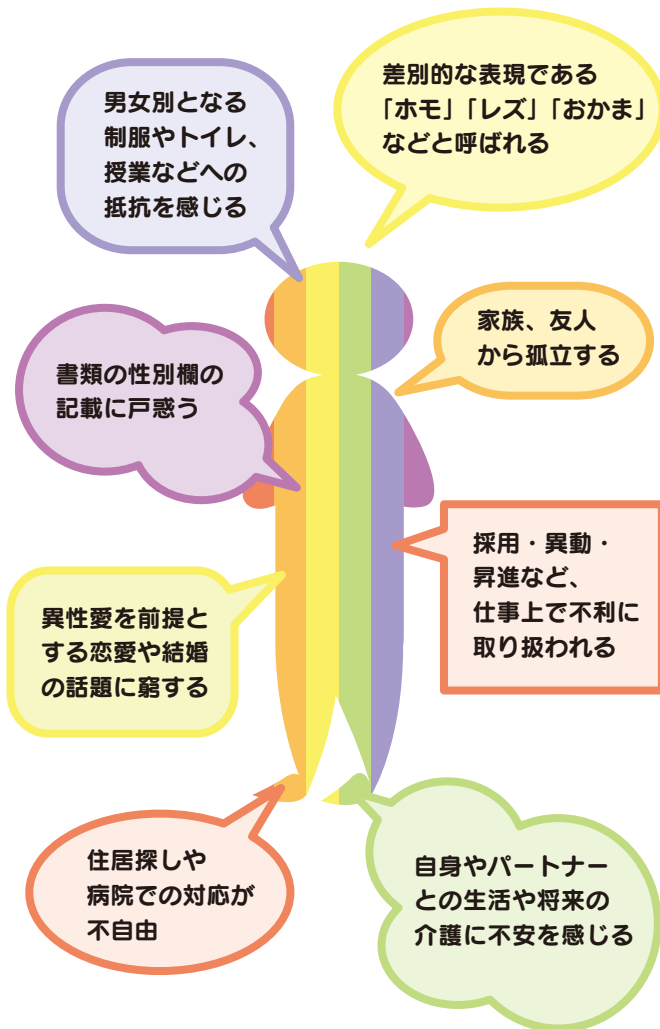 男女別となる
制服やトイレ、
授業などへの
抵抗を感じる
差別的な表現である
「ホモ」「レズ」「おかま」
などと呼ばれる
書類の性別欄の
記載に戸惑う
家族、友人
から孤立する
異性愛を前提と
する恋愛や結婚
の話題に窮する
採用・異動・
昇進など、
仕事上で不利に
取り扱われる
住居探しや
病院での対応が
不自由
自身やパートナー
との生活や将来の
介護に不安を感じる